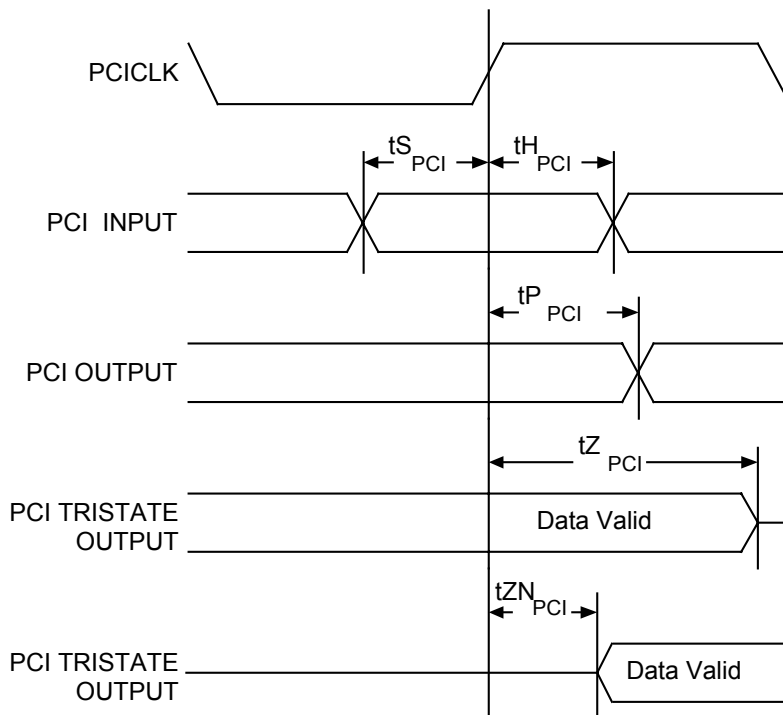 PCICLK
tS PCI
tH PCI
PCI INPUT
tP PCI
PCI OUTPUT
tZ PCI
PCI TRISTATE
OUTPUT
Data Valid
tZN PCI
PCI TRISTATE
OUTPUT
Data Valid